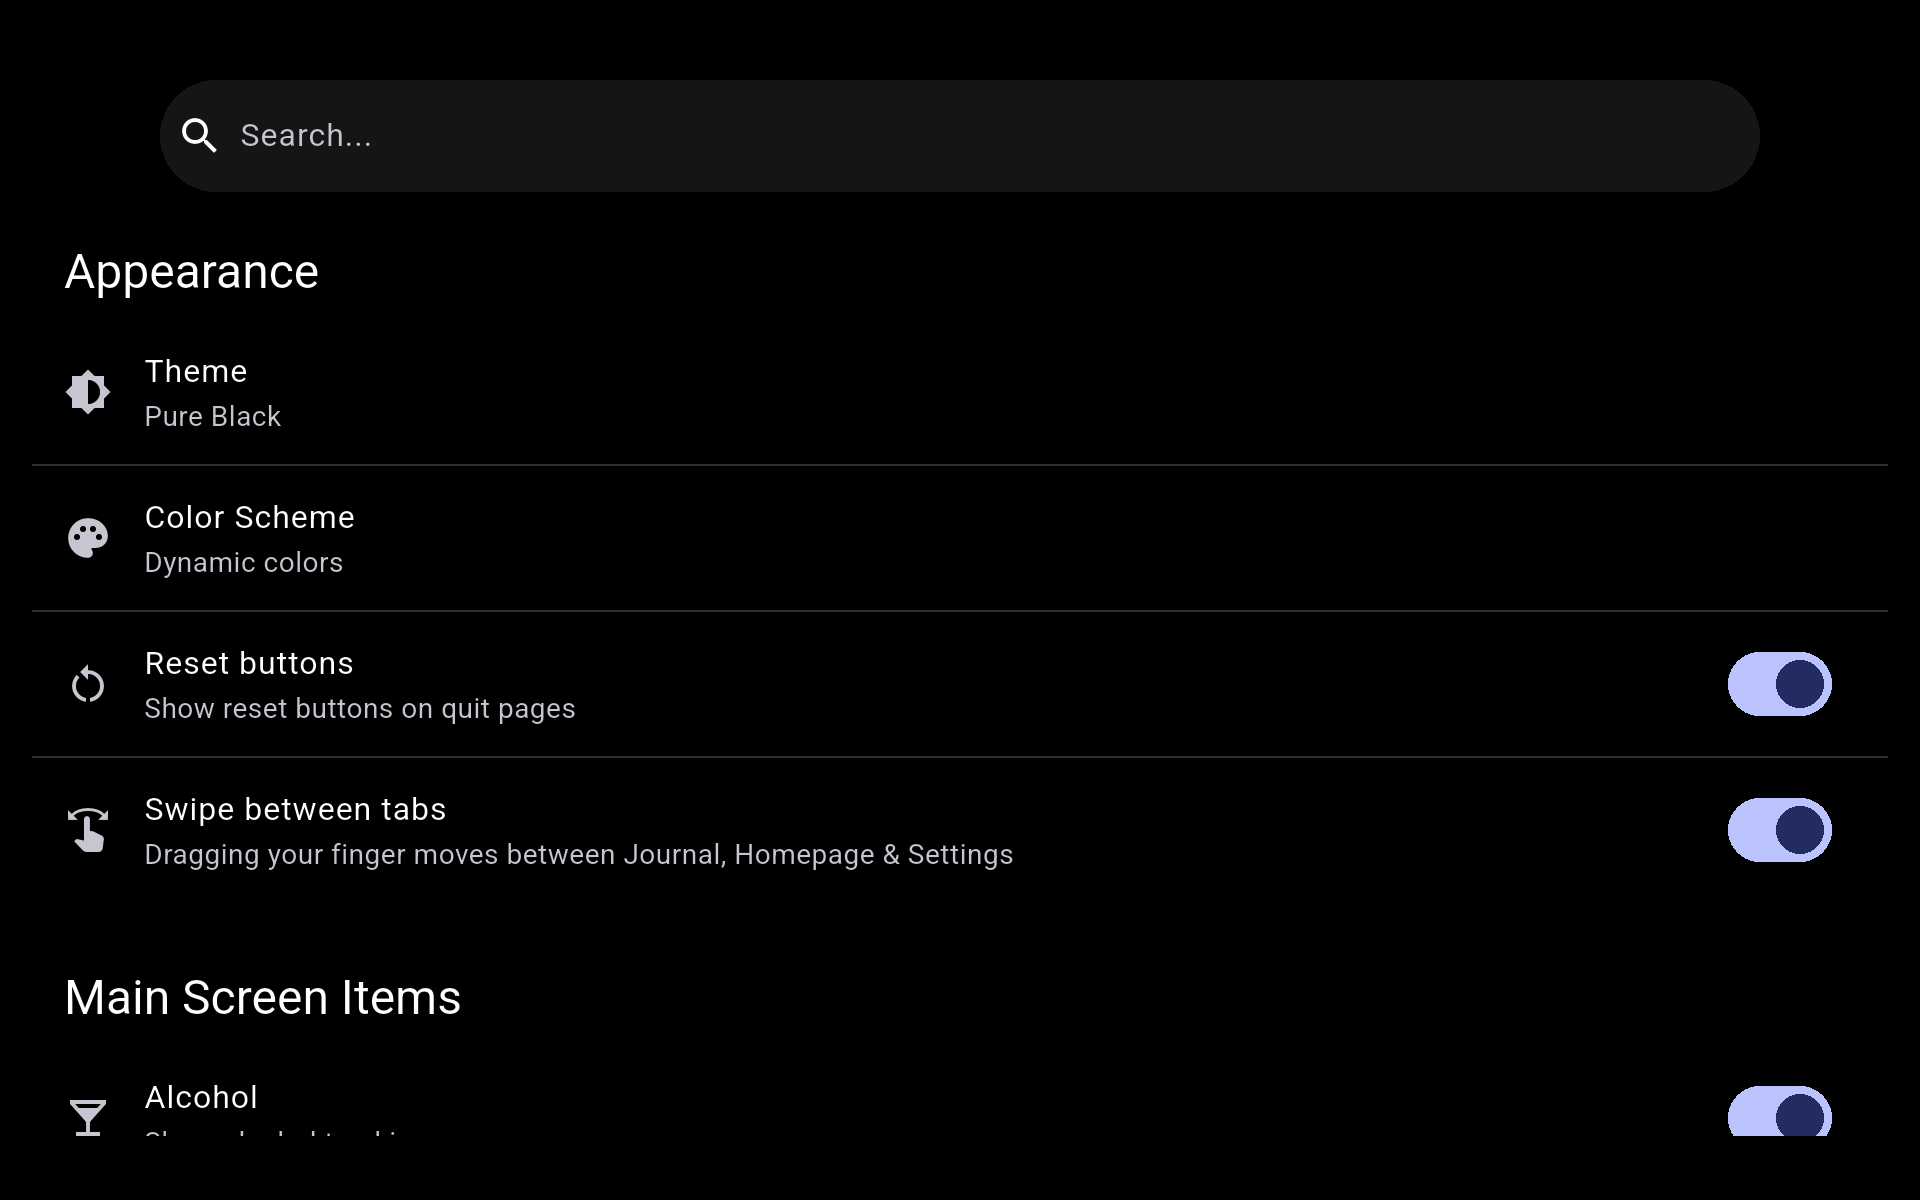 Search...
Appearance
Theme
Pure Black
Color Scheme
Dynamic colors
Reset buttons
Show reset buttons on quit pages
Swipe between tabs
Dragging your finger moves between Journal, Homepage & Settings
Main Screen Items
Alcohol